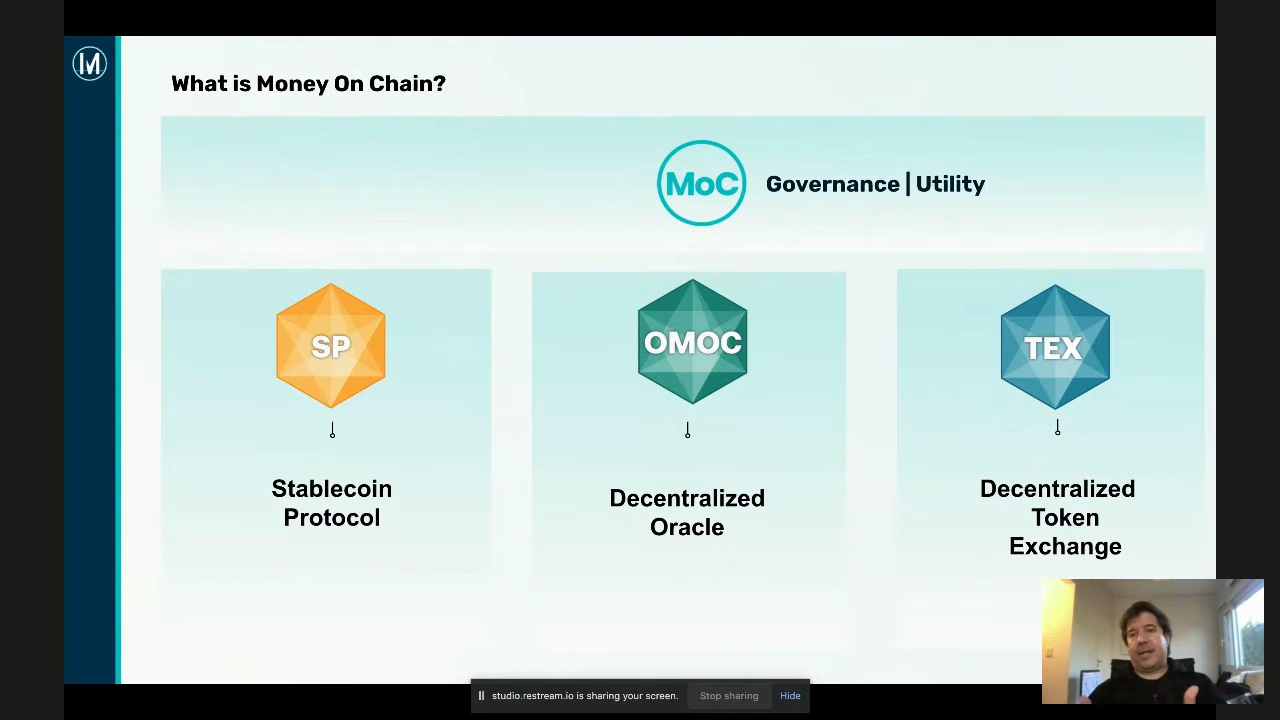 M
What is Money On Chain?
MoC
Governance | Utility
SP
OMOC
TEX
Stablecoin
Protocol
Decentralized
Oracle
Decentralized
Token
Exchange
studio.restream.io is sharing your screen.
Stop sharing
Hide